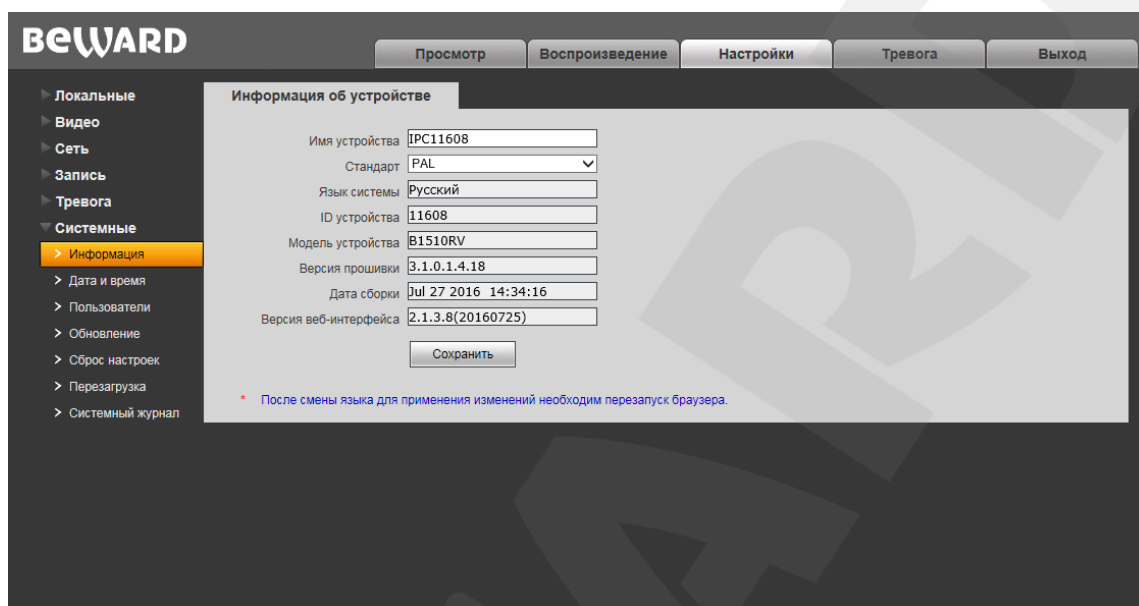 BEWARD
Просмотр Воспроизведение Настройки Тревога Выход
Локальные
Видео
Сеть
Запись
Тревога
Системные
Информация
Дата и время
Пользователи
Обновление
Сброс настроек
Перезагрузка
Системный журнал
Информация об устройстве
Имя устройства IPC11608
Стандарт PAL
Язык системы Русский
ID устройства 11608
Модель устройства B1510RV
Версия прошивки 3.1.0.1.4.18
Дата сборки Jul 27 2016 14:34:16
Версия веб-интерфейса 2.1.3.8(20160725)
Сохранить
* После смены языка для применения изменений необходим перезапуск браузера.